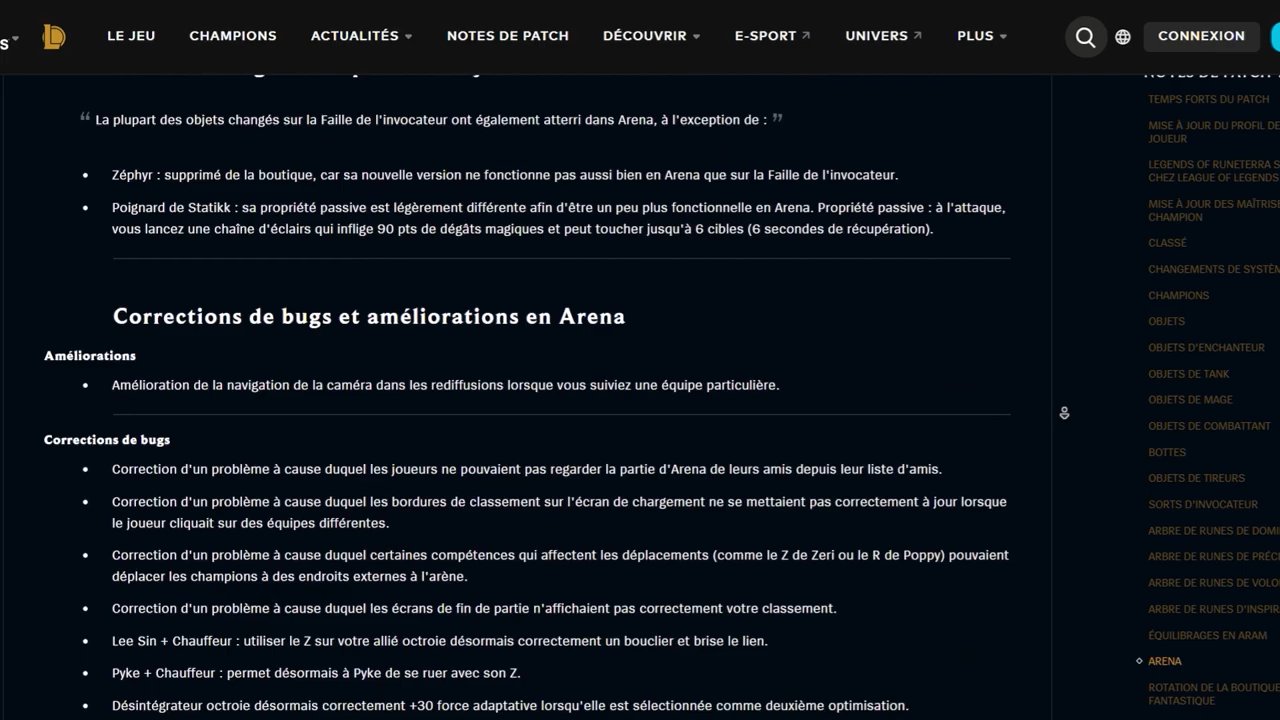 S
LE JEU CHAMPIONS ACTUALITÉS NOTES DE PATCH DÉCOUVRIR E-SPORT UNIVERS PLUS CONNEXION
“ La plupart des objets changés sur la Faille de l'invocateur ont également atterri dans Arena, à l'exception de : ”
• Zéphyr : supprimé de la boutique, car sa nouvelle version ne fonctionne pas aussi bien en Arena que sur la Faille de l'invocateur.
• Poignard de Statikk : sa propriété passive est légèrement différente afin d'être un peu plus fonctionnelle en Arena. Propriété passive : à l'attaque,
vous lancez une chaîne d'éclairs qui inflige 90 pts de dégâts magiques et peut toucher jusqu'à 6 cibles (6 secondes de récupération).
Corrections de bugs et améliorations en Arena
Améliorations
• Amélioration de la navigation de la caméra dans les rediffusions lorsque vous suiviez une équipe particulière.
Corrections de bugs
• Correction d'un problème à cause duquel les joueurs ne pouvaient pas regarder la partie d'Arena de leurs amis depuis leur liste d'amis.
• Correction d'un problème à cause duquel les bordures de classement sur l'écran de chargement ne se mettaient pas correctement à jour lorsque
le joueur cliquait sur des équipes différentes.
• Correction d'un problème à cause duquel certaines compétences qui affectent les déplacements (comme le Z de Zeri ou le R de Poppy) pouvaient
déplacer les champions à des endroits externes à l'arène.
• Correction d'un problème à cause duquel les écrans de fin de partie n'affichaient pas correctement votre classement.
• Lee Sin + Chauffeur : utiliser le Z sur votre allié octroie désormais correctement un bouclier et brise le lien.
• Pyke + Chauffeur : permet désormais à Pyke de se ruer avec son Z.
• Désintégrateur octroie désormais correctement +30 force adaptative lorsqu'elle est sélectionnée comme deuxième optimisation.
NOTES DE PATCH
TEMPS FORTS DU PATCH
MISE À JOUR DU PROFIL DE
JOUEUR
LEGENDS OF RUNETERRA S
CHEZ LEAGUE OF LEGENDS
MISE À JOUR DES MAÎTRISE
CHAMPION
CLASSÉ
CHANGEMENTS DE SYSTÈ
CHAMPIONS
OBJETS
OBJETS D'ENCHANTEUR
OBJETS DE TANK
OBJETS DE MAGE
OBJETS DE COMBATTANT
BOTTES
OBJETS DE TIREURS
SORTS D'INVOCATEUR
ARBRE DE RUNES DE DOMI
ARBRE DE RUNES DE PRÉC
ARBRE DE RUNES DE VOLO
ARBRE DE RUNES D'INSPIR
ÉQUILIBRAGES EN ARAM
ARENA
ROTATION DE LA BOUTIQUE
FANTASTIQUE